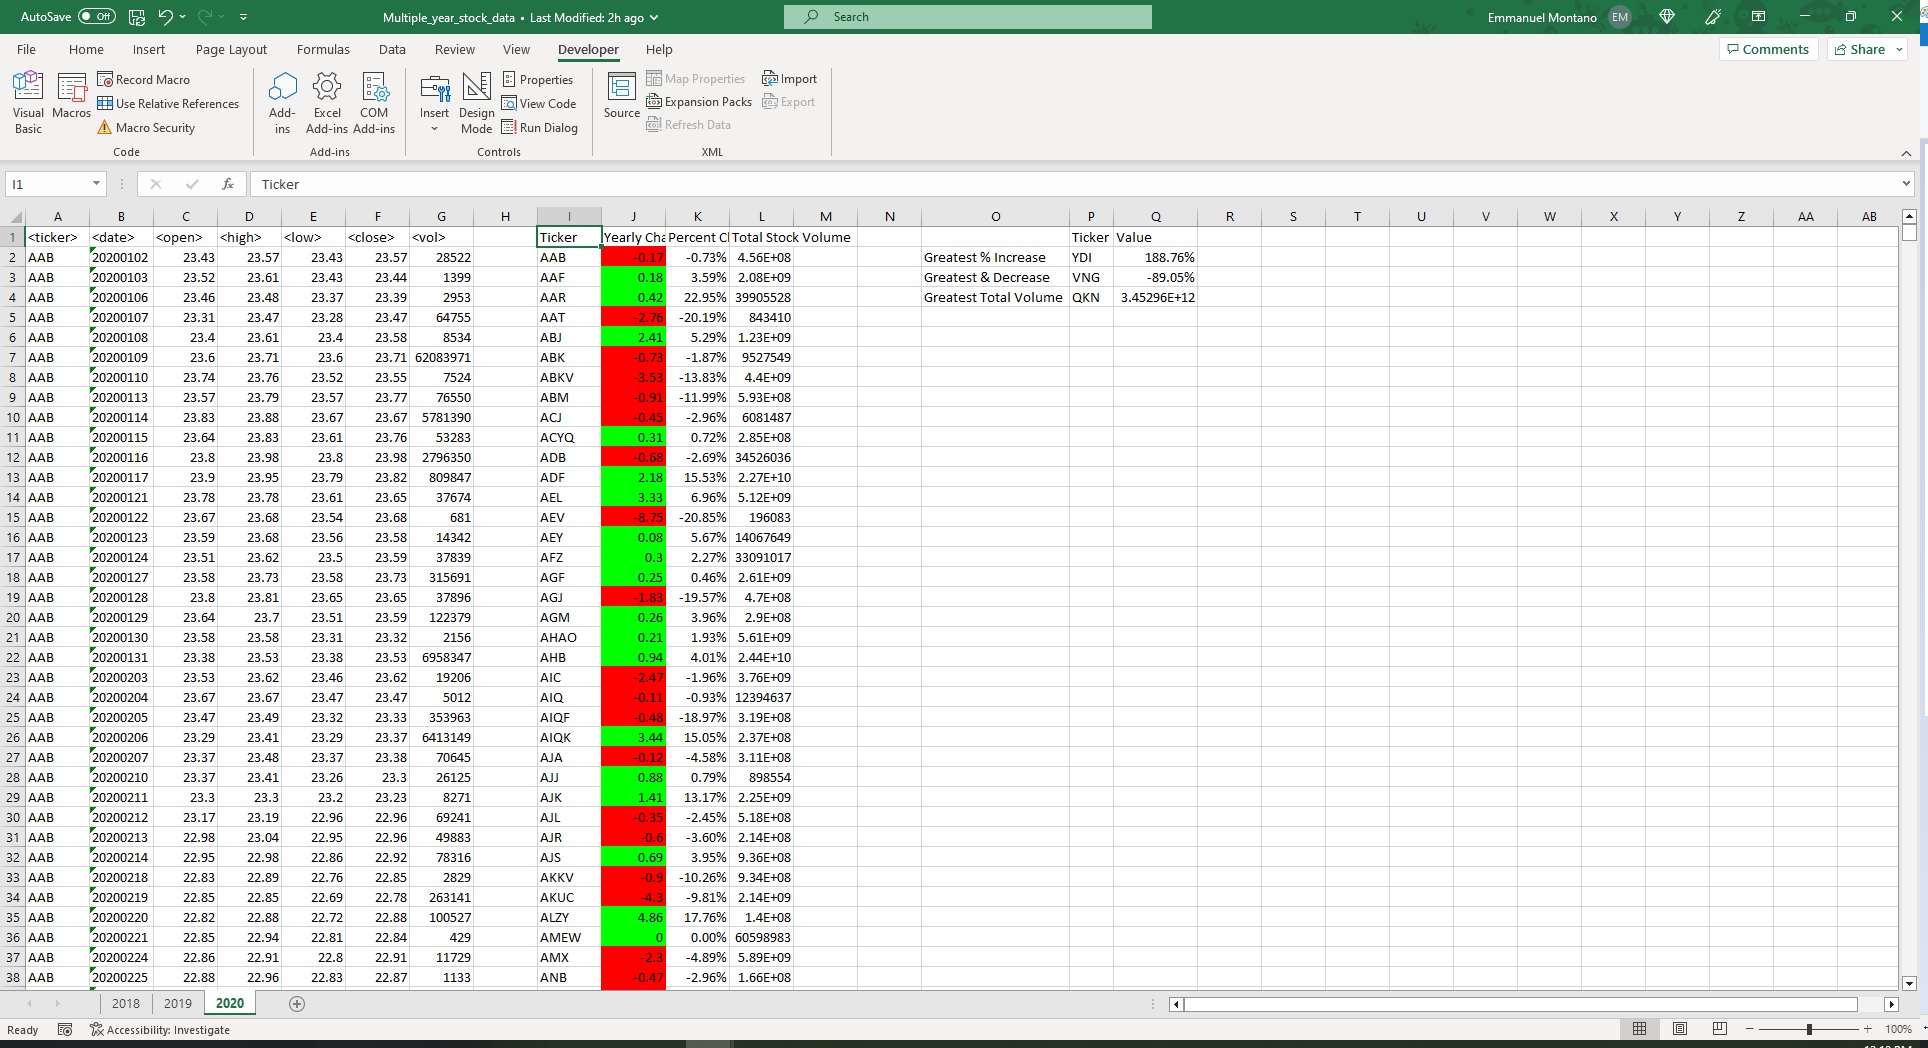 AutoSave Off Multiple_year_stock_data • Last Modified: 2h ago Search Emmanuel Montano EM
File Home Insert Page Layout Formulas Data Review View Developer Help Comments Share
Visual Basic
Macros
Record Macro
Use Relative References
Macro Security
Code
Add-ins
Excel Add-ins
COM Add-ins
Add-ins
Insert
Design Mode
Properties
View Code
Run Dialog
Controls
Source
Map Properties
Expansion Packs
Refresh Data
Import
Export
XML
I1 fx Ticker
A B C D E F G H I J K L M N O P Q R S T U V W X Y Z AA AB
1 <ticker> <date> <open> <high> <low> <close> <vol> Ticker Yearly Cha Percent C Total Stock Volume Ticker Value
2 AAB 20200102 23.43 23.57 23.43 23.57 28522 AAB -0.17 -0.73% 4.56E+08 Greatest % Increase YDI 188.76%
3 AAB 20200103 23.52 23.61 23.43 23.44 1399 AAF 0.18 3.59% 2.08E+09 Greatest & Decrease VNG -89.05%
4 AAB 20200106 23.46 23.48 23.37 23.39 2953 AAR 0.42 22.95% 39905528 Greatest Total Volume QKN 3.45296E+12
5 AAB 20200107 23.31 23.47 23.28 23.47 64755 AAT -2.76 -20.19% 843410
6 AAB 20200108 23.4 23.61 23.4 23.58 8534 ABJ 2.41 5.29% 1.23E+09
7 AAB 20200109 23.6 23.71 23.6 23.71 62083971 ABK -0.73 -1.87% 9527549
8 AAB 20200110 23.74 23.76 23.52 23.55 7524 ABKV -3.53 -13.83% 4.4E+09
9 AAB 20200113 23.57 23.79 23.57 23.77 76550 ABM -0.91 -11.99% 5.93E+08
10 AAB 20200114 23.83 23.88 23.67 23.67 5781390 ACJ -0.45 -2.96% 6081487
11 AAB 20200115 23.64 23.83 23.61 23.76 53283 ACYQ 0.31 0.72% 2.85E+08
12 AAB 20200116 23.8 23.98 23.8 23.98 2796350 ADB -0.68 -2.69% 34526036
13 AAB 20200117 23.9 23.95 23.79 23.82 809847 ADF 2.18 15.53% 2.27E+10
14 AAB 20200121 23.78 23.78 23.61 23.65 37674 AEL 3.33 6.96% 5.12E+09
15 AAB 20200122 23.67 23.68 23.54 23.68 681 AEV -8.75 -20.85% 196083
16 AAB 20200123 23.59 23.68 23.56 23.58 14342 AEY 0.08 5.67% 14067649
17 AAB 20200124 23.51 23.62 23.5 23.59 37839 AFZ 0.3 2.27% 33091017
18 AAB 20200127 23.58 23.73 23.58 23.73 315691 AGF 0.25 0.46% 2.61E+09
19 AAB 20200128 23.8 23.81 23.65 23.65 37896 AGJ -1.83 -19.57% 4.7E+08
20 AAB 20200129 23.64 23.7 23.51 23.59 122379 AGM 0.26 3.96% 2.9E+08
21 AAB 20200130 23.58 23.58 23.31 23.32 2156 AHAO 0.21 1.93% 5.61E+09
22 AAB 20200131 23.38 23.53 23.38 23.53 6958347 AHB 0.94 4.01% 2.44E+10
23 AAB 20200203 23.53 23.62 23.46 23.62 19206 AIC -2.47 -1.96% 3.76E+09
24 AAB 20200204 23.67 23.67 23.47 23.47 5012 AIQ -0.11 -0.93% 12394637
25 AAB 20200205 23.47 23.49 23.32 23.33 353963 AIQF -0.48 -18.97% 3.19E+08
26 AAB 20200206 23.29 23.41 23.29 23.37 6413149 AIQK 3.44 15.05% 2.37E+08
27 AAB 20200207 23.37 23.48 23.37 23.38 70645 AJA -0.12 -4.58% 3.11E+08
28 AAB 20200210 23.37 23.41 23.26 23.3 26125 AJJ 0.88 0.79% 898554
29 AAB 20200211 23.3 23.3 23.2 23.23 8271 AJK 1.41 13.17% 2.25E+09
30 AAB 20200212 23.17 23.19 22.96 22.96 69241 AJL -0.35 -2.45% 5.18E+08
31 AAB 20200213 22.98 23.04 22.95 22.96 49883 AJR -0.6 -3.60% 2.14E+08
32 AAB 20200214 22.95 22.98 22.86 22.92 78316 AJS 0.69 3.95% 9.36E+08
33 AAB 20200218 22.83 22.89 22.76 22.85 2829 AKKV -0.9 -10.26% 9.34E+08
34 AAB 20200219 22.85 22.85 22.69 22.78 263141 AKUC -4.3 -9.81% 2.14E+09
35 AAB 20200220 22.82 22.88 22.72 22.88 100527 ALZY 4.86 17.76% 1.4E+08
36 AAB 20200221 22.85 22.94 22.81 22.84 429 AMEW 0 0.00% 60598983
37 AAB 20200224 22.86 22.91 22.8 22.91 11729 AMX -2.3 -4.89% 5.89E+09
38 AAB 20200225 22.88 22.96 22.83 22.87 1133 ANB -0.47 -2.96% 1.66E+08
2018 2019 2020
Ready Accessibility: Investigate 100%